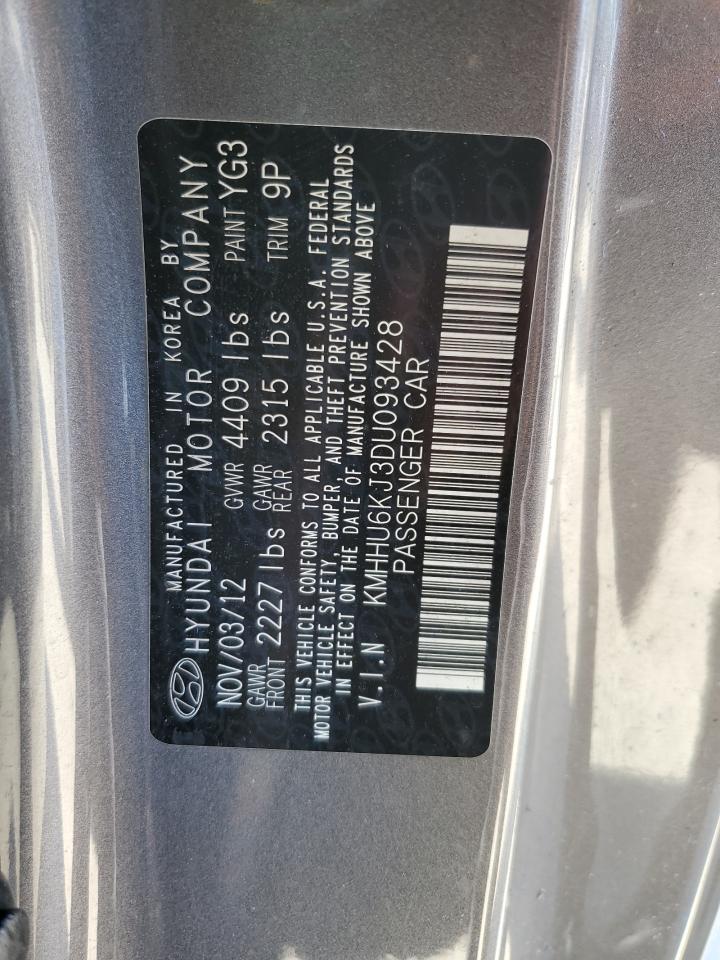 MANUFACTURED IN KOREA BY
HYUNDAI MOTOR COMPANY
NOV/03/12 GVWR 4409 lbs PAINT YG3
GAWR FRONT 2227 lbs GAWR REAR 2315 lbs TRIM 9P
THIS VEHICLE CONFORMS TO ALL APPLICABLE U.S.A. FEDERAL
MOTOR VEHICLE SAFETY, BUMPER, AND THEFT PREVENTION STANDARDS
IN EFFECT ON THE DATE OF MANUFACTURE SHOWN ABOVE
V.I.N KMHHU6KJ3DU093428
PASSENGER CAR